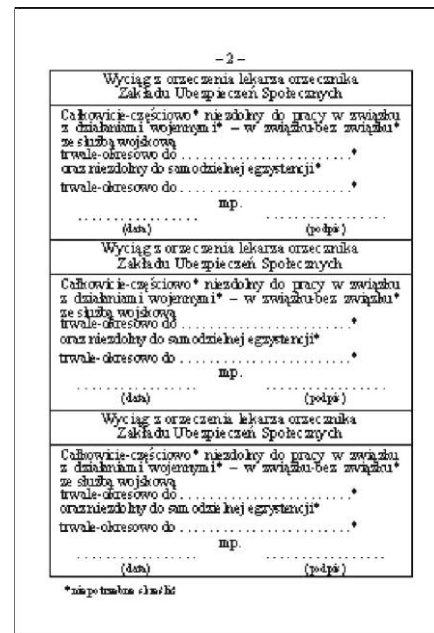 – 2 –
Wyciąg z orzeczenia lekarza orzecznika
Zakładu Ubezpieczeń Społecznych
Całkowicie-częściowo* niezdolny do pracy w związku
z działaniami wojennymi* – w związku-bez związku*
ze służbą wojskową
trwale-okresowo do . . . . . . . . . . . . . . . . . . . . . . *
oraz niezdolny do samodzielnej egzystencji*
trwale-okresowo do . . . . . . . . . . . . . . . . . . . . . . *
mp.
. . . . . . . . . . . . . . . . . . . . . . . . . . . .
(data) (podpis)
Wyciąg z orzeczenia lekarza orzecznika
Zakładu Ubezpieczeń Społecznych
Całkowicie-częściowo* niezdolny do pracy w związku
z działaniami wojennymi* – w związku-bez związku*
ze służbą wojskową
trwale-okresowo do . . . . . . . . . . . . . . . . . . . . . . *
oraz niezdolny do samodzielnej egzystencji*
trwale-okresowo do . . . . . . . . . . . . . . . . . . . . . . *
mp.
. . . . . . . . . . . . . . . . . . . . . . . . . . . .
(data) (podpis)
Wyciąg z orzeczenia lekarza orzecznika
Zakładu Ubezpieczeń Społecznych
Całkowicie-częściowo* niezdolny do pracy w związku
z działaniami wojennymi* – w związku-bez związku*
ze służbą wojskową
trwale-okresowo do . . . . . . . . . . . . . . . . . . . . . . *
oraz niezdolny do samodzielnej egzystencji*
trwale-okresowo do . . . . . . . . . . . . . . . . . . . . . . *
mp.
. . . . . . . . . . . . . . . . . . . . . . . . . . . .
(data) (podpis)
*niepotrzebne skreślić